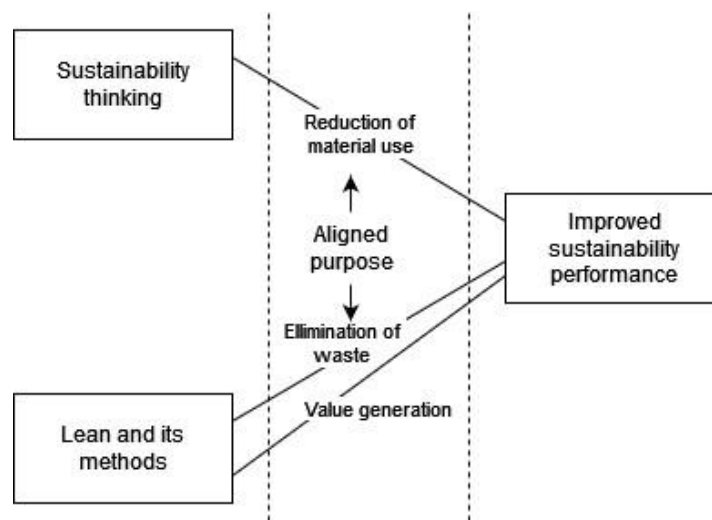 Sustainability
thinking
Reduction of
material use
Aligned
purpose
Improved
sustainability
performance
Ellimination of
waste
Value generation
Lean and its
methods